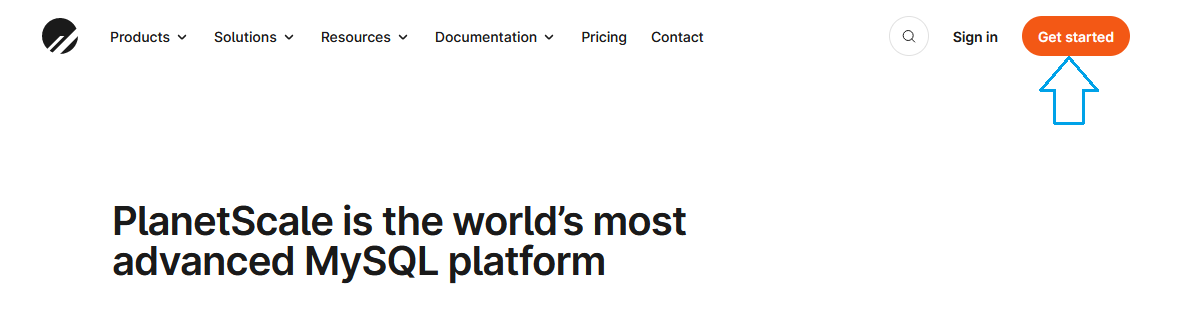 Products Solutions Resources Documentation Pricing Contact Sign in Get started
PlanetScale is the world’s most
advanced MySQL platform